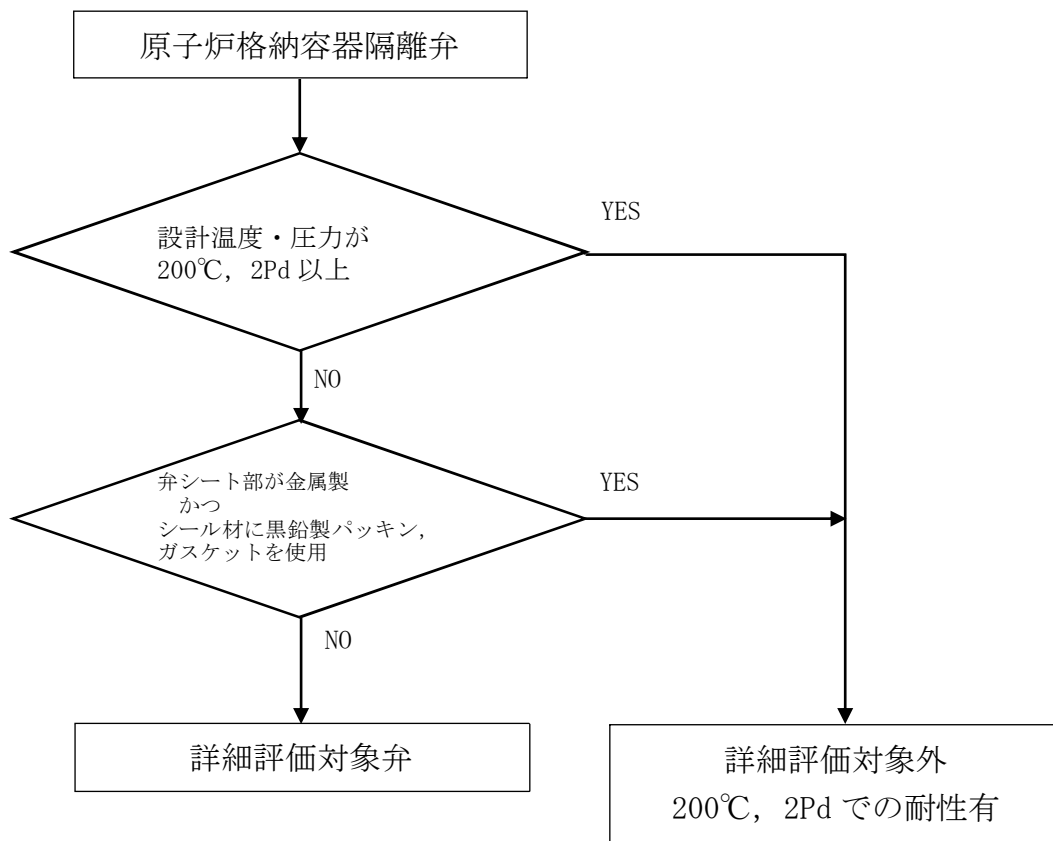 原子炉格納容器隔離弁
設計温度・圧力が
200℃, 2Pd 以上
YES
NO
弁シート部が金属製
かつ
シール材に黒鉛製パッキン,
ガスケットを使用
YES
NO
詳細評価対象弁
詳細評価対象外
200℃, 2Pd での耐性有